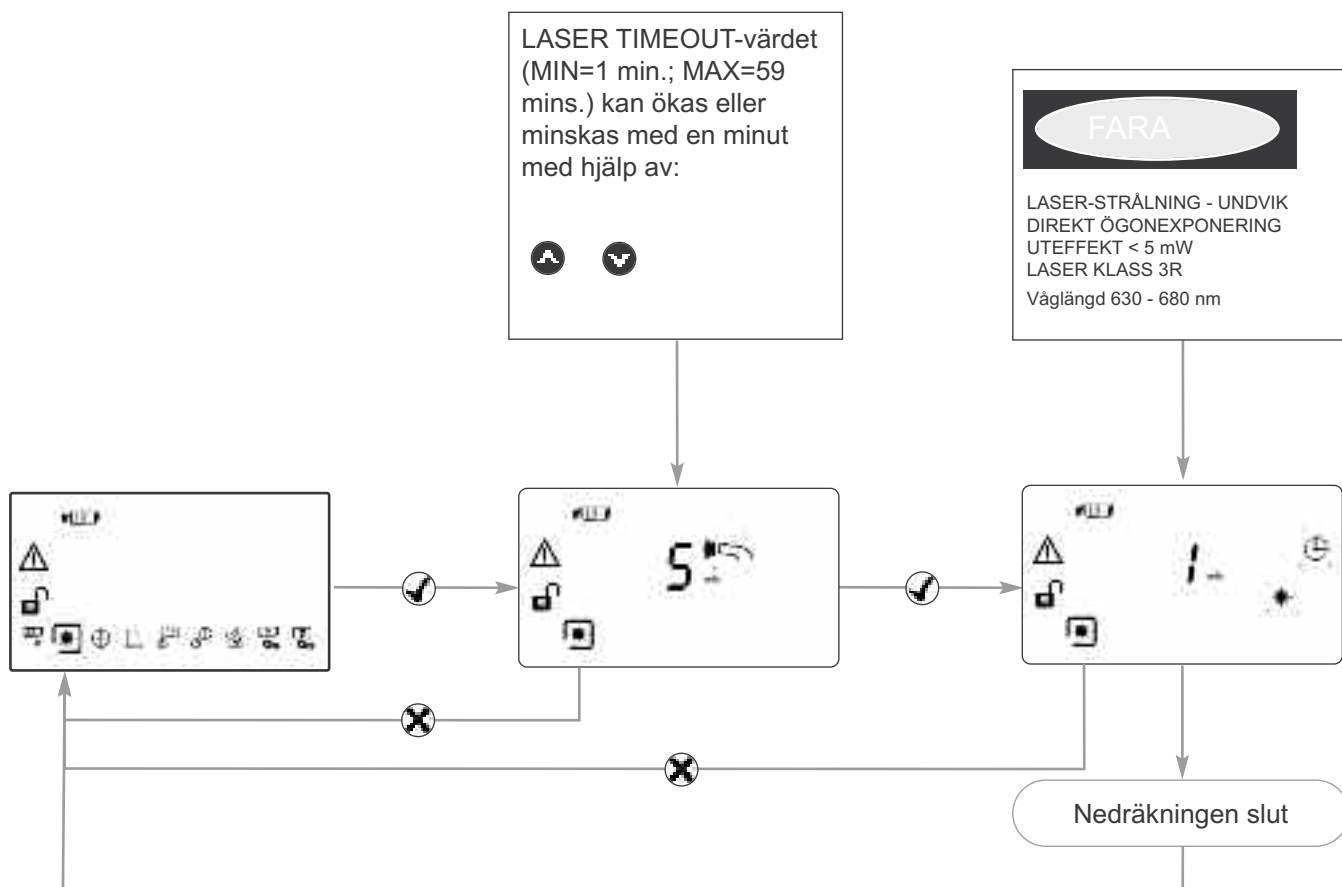 LASER TIMEOUT-värdet
(MIN=1 min.; MAX=59
mins.) kan ökas eller
minskas med en minut
med hjälp av:
FARA
LASER-STRÅLNING - UNDVIK
DIREKT ÖGONEXPONERING
UTEFFEKT < 5 mW
LASER KLASS 3R
Våglängd 630 - 680 nm
5
1
Nedräkningen slut